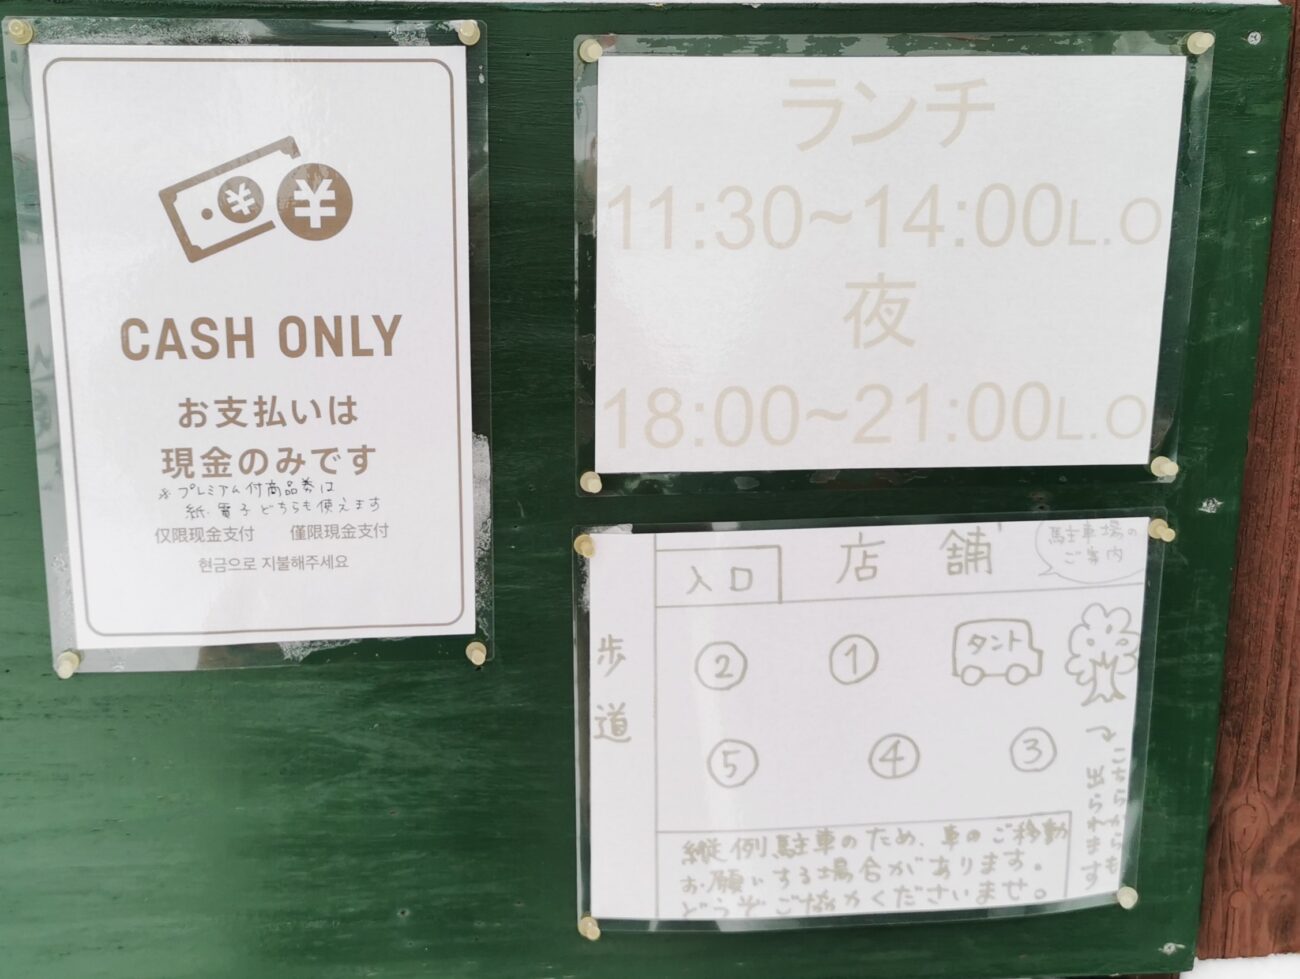 ¥ ¥
CASH ONLY
お支払いは
現金のみです
※プレミアム付商品券は
紙・電子どちらも使えます
仅限现金支付 僅限現金支付
현금으로 지불해주세요
ランチ
11:30~14:00L.O
夜
18:00~21:00L.O
駐車場の
ご案内
入口
店舗
歩道
② ① タント
⑤ ④ ③
こちらからも
出られます
縦例駐車のため、車のご移動
お願いする場合があります。
どうぞご協力くださいませ。